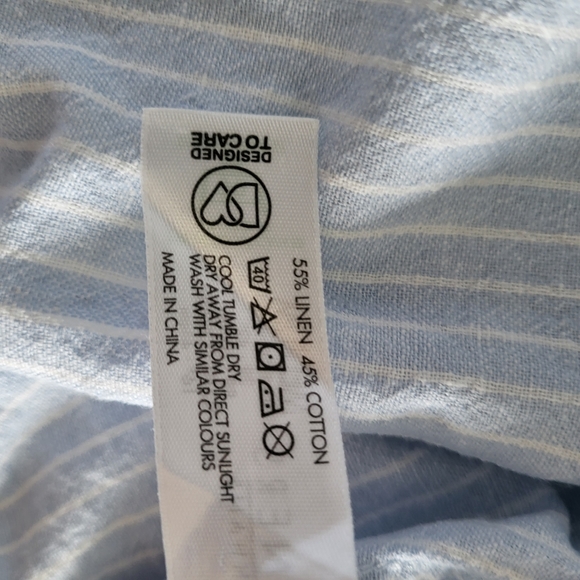 DESIGNED
TO CARE
55% LINEN 45% COTTON
40
COOL TUMBLE DRY
DRY AWAY FROM DIRECT SUNLIGHT
WASH WITH SIMILAR COLOURS
MADE IN CHINA